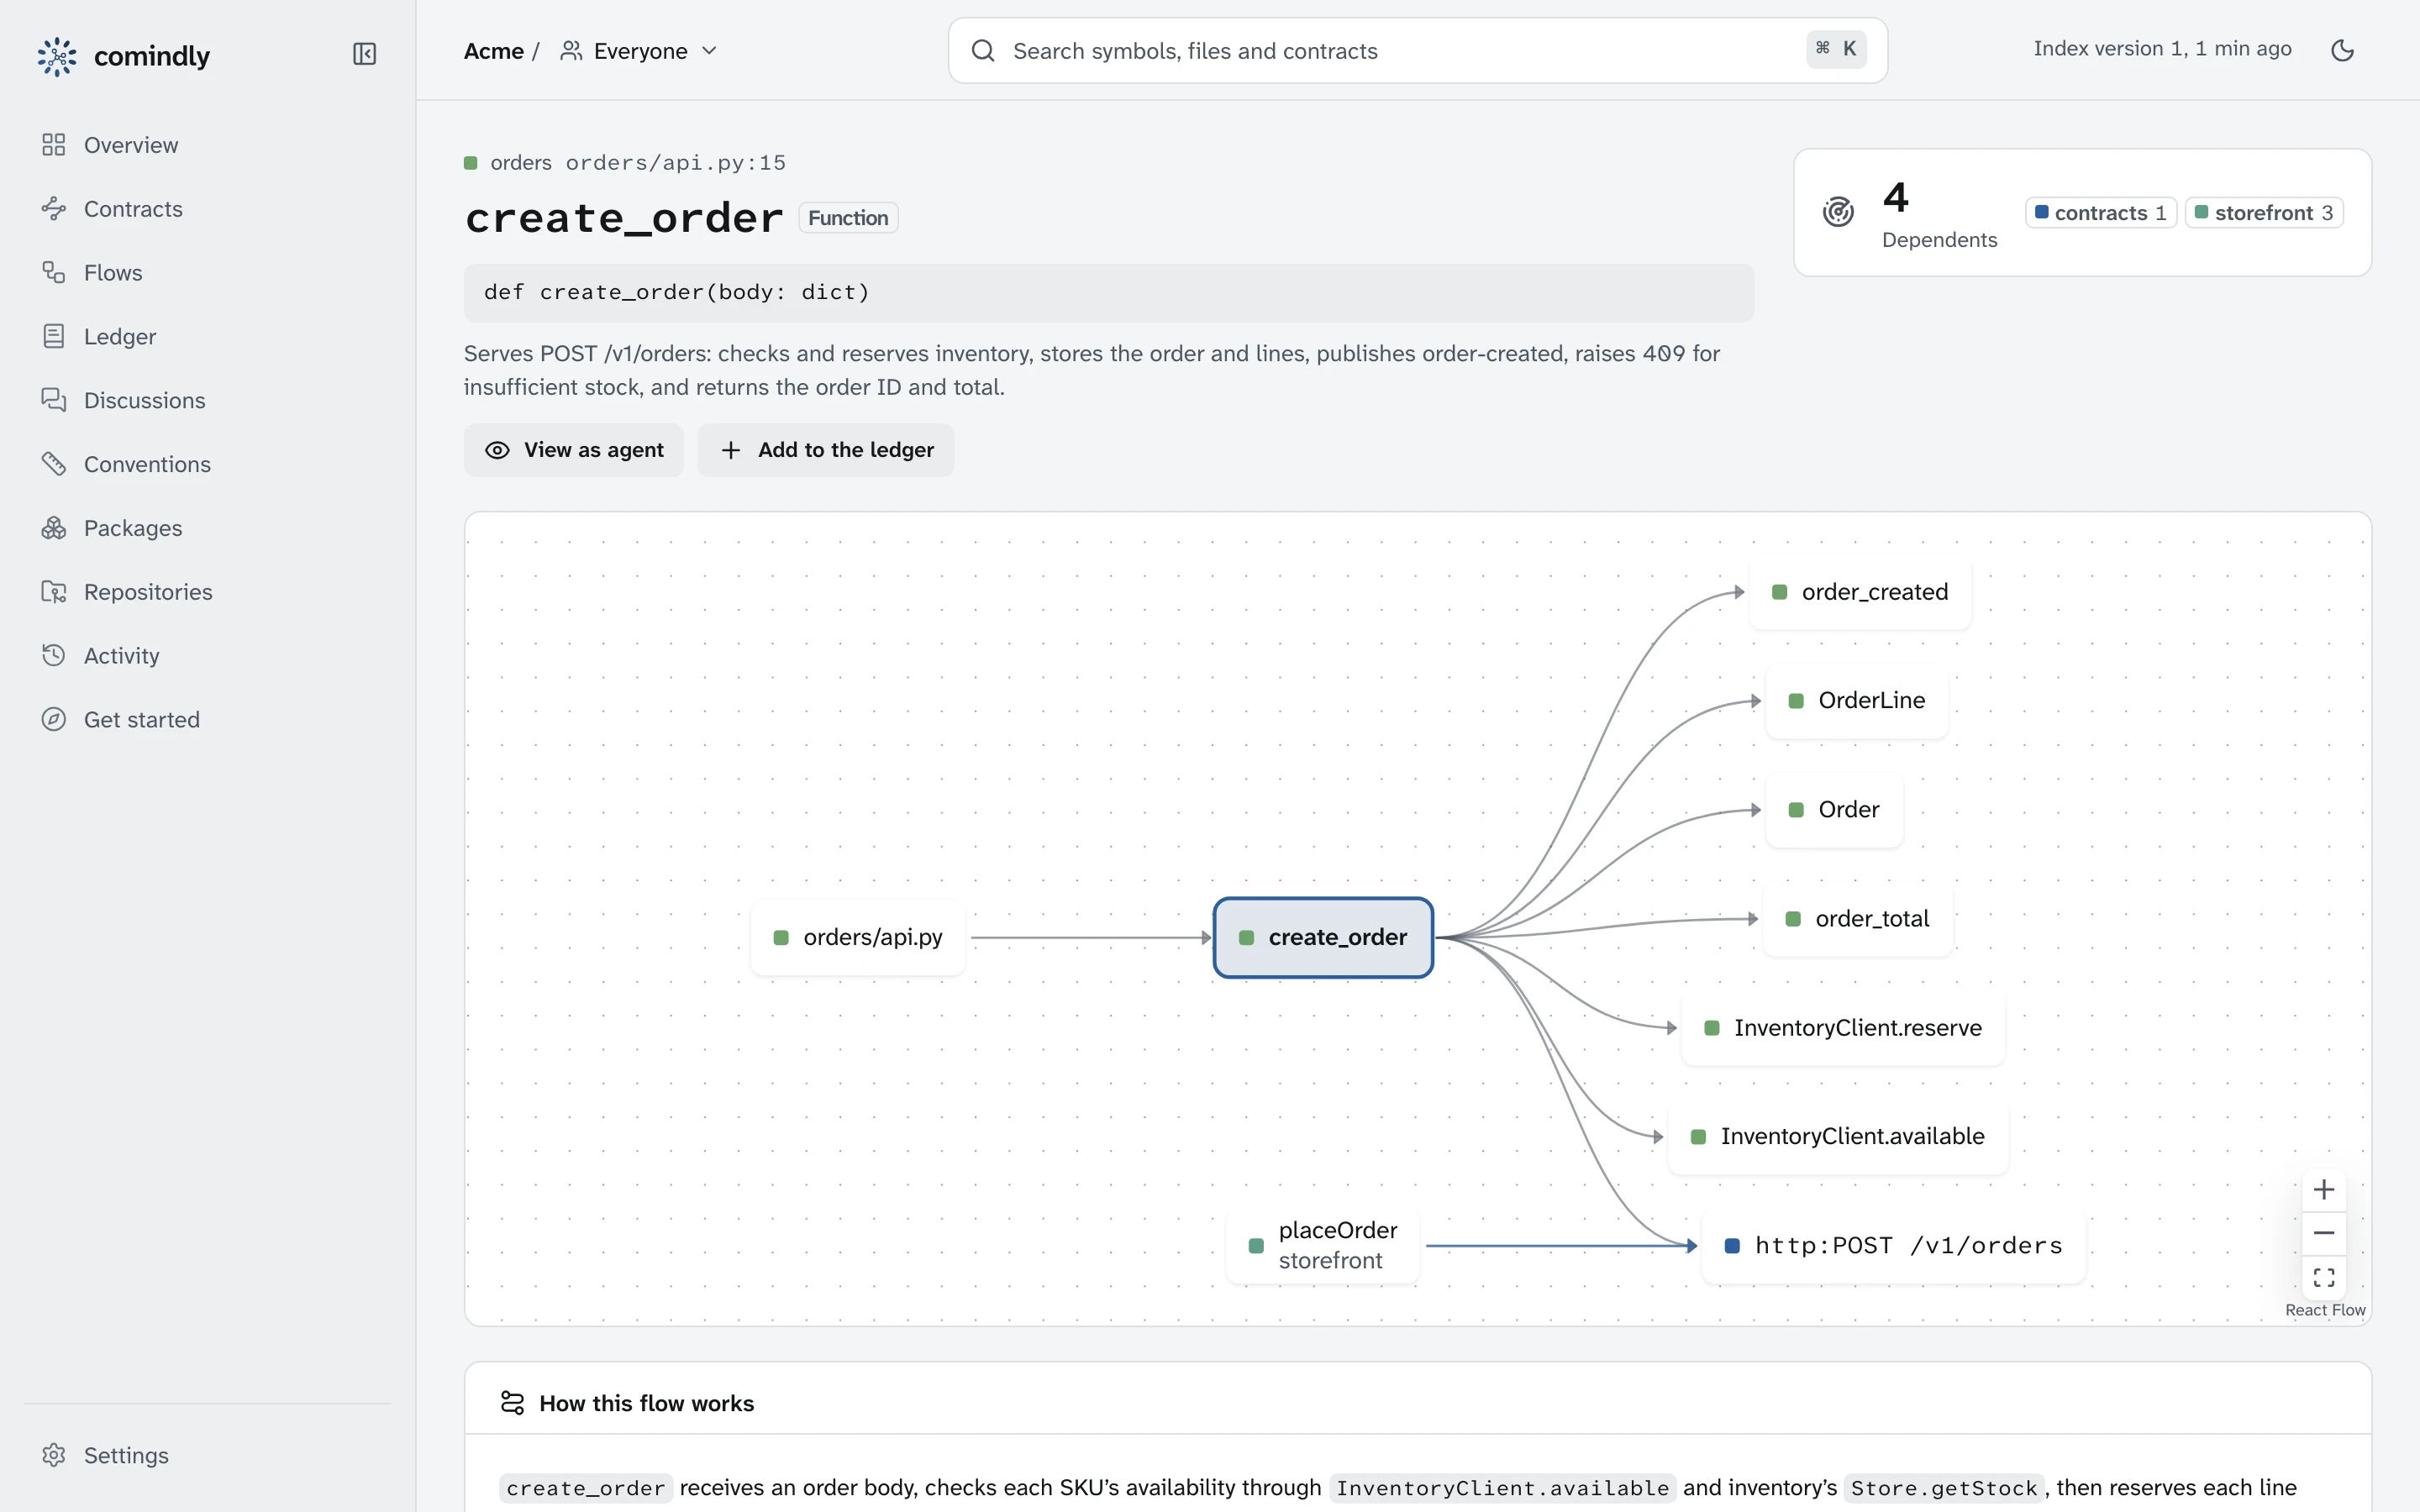 comindly
Overview
Contracts
Flows
Ledger
Discussions
Conventions
Packages
Repositories
Activity
Get started
Settings
Acme / Everyone
Search symbols, files and contracts
⌘ K
Index version 1, 1 min ago
orders orders/api.py:15
create_order Function
def create_order(body: dict)
Serves POST /v1/orders: checks and reserves inventory, stores the order and lines, publishes order-created, raises 409 for
insufficient stock, and returns the order ID and total.
View as agent
Add to the ledger
4
Dependents
contracts 1
storefront 3
order_created
OrderLine
Order
order_total
orders/api.py
create_order
InventoryClient.reserve
InventoryClient.available
placeOrder
storefront
http:POST /v1/orders
React Flow
How this flow works
create_order receives an order body, checks each SKU’s availability through InventoryClient.available and inventory’s Store.getStock, then reserves each line